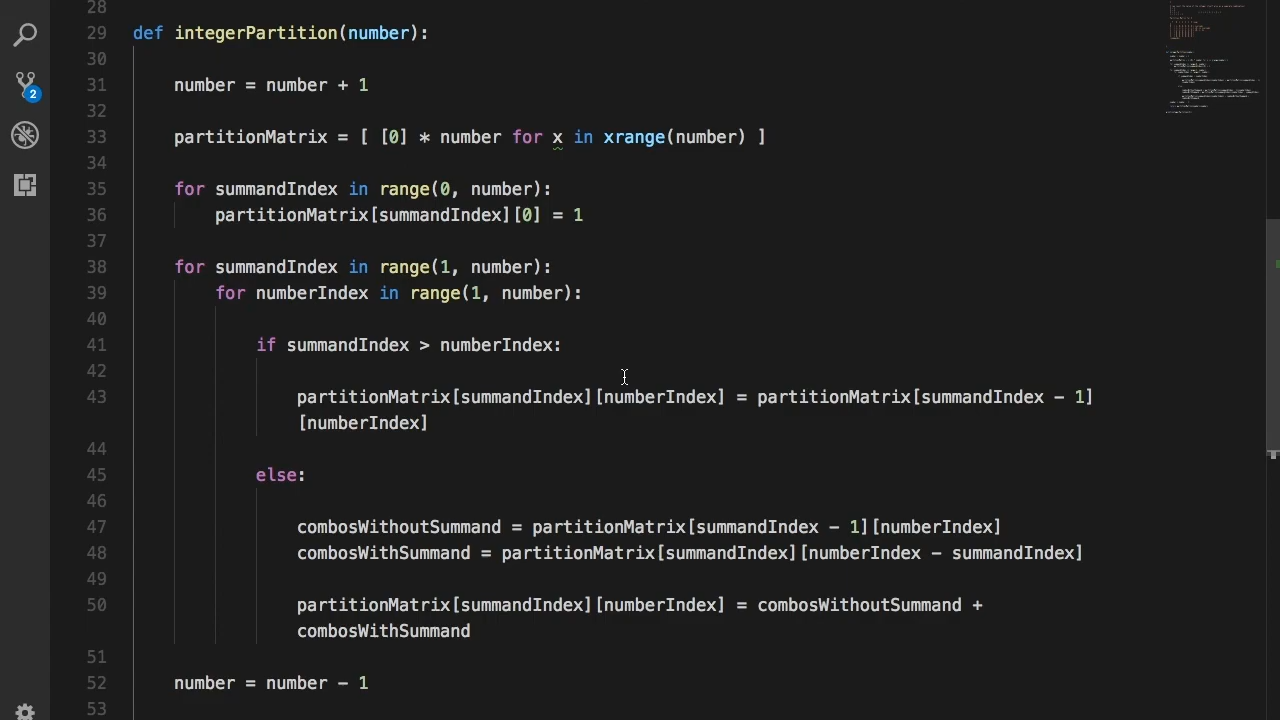 28
29 def integerPartition(number):
30
31 number = number + 1
32
33 partitionMatrix = [ [0] * number for x in xrange(number) ]
34
35 for summandIndex in range(0, number):
36 partitionMatrix[summandIndex][0] = 1
37
38 for summandIndex in range(1, number):
39 for numberIndex in range(1, number):
40
41 if summandIndex > numberIndex:
42
43 partitionMatrix[summandIndex][numberIndex] = partitionMatrix[summandIndex - 1]
[numberIndex]
44
45 else:
46
47 combosWithoutSummand = partitionMatrix[summandIndex - 1][numberIndex]
48 combosWithSummand = partitionMatrix[summandIndex][numberIndex - summandIndex]
49
50 partitionMatrix[summandIndex][numberIndex] = combosWithoutSummand +
combosWithSummand
51
52 number = number - 1
53
2